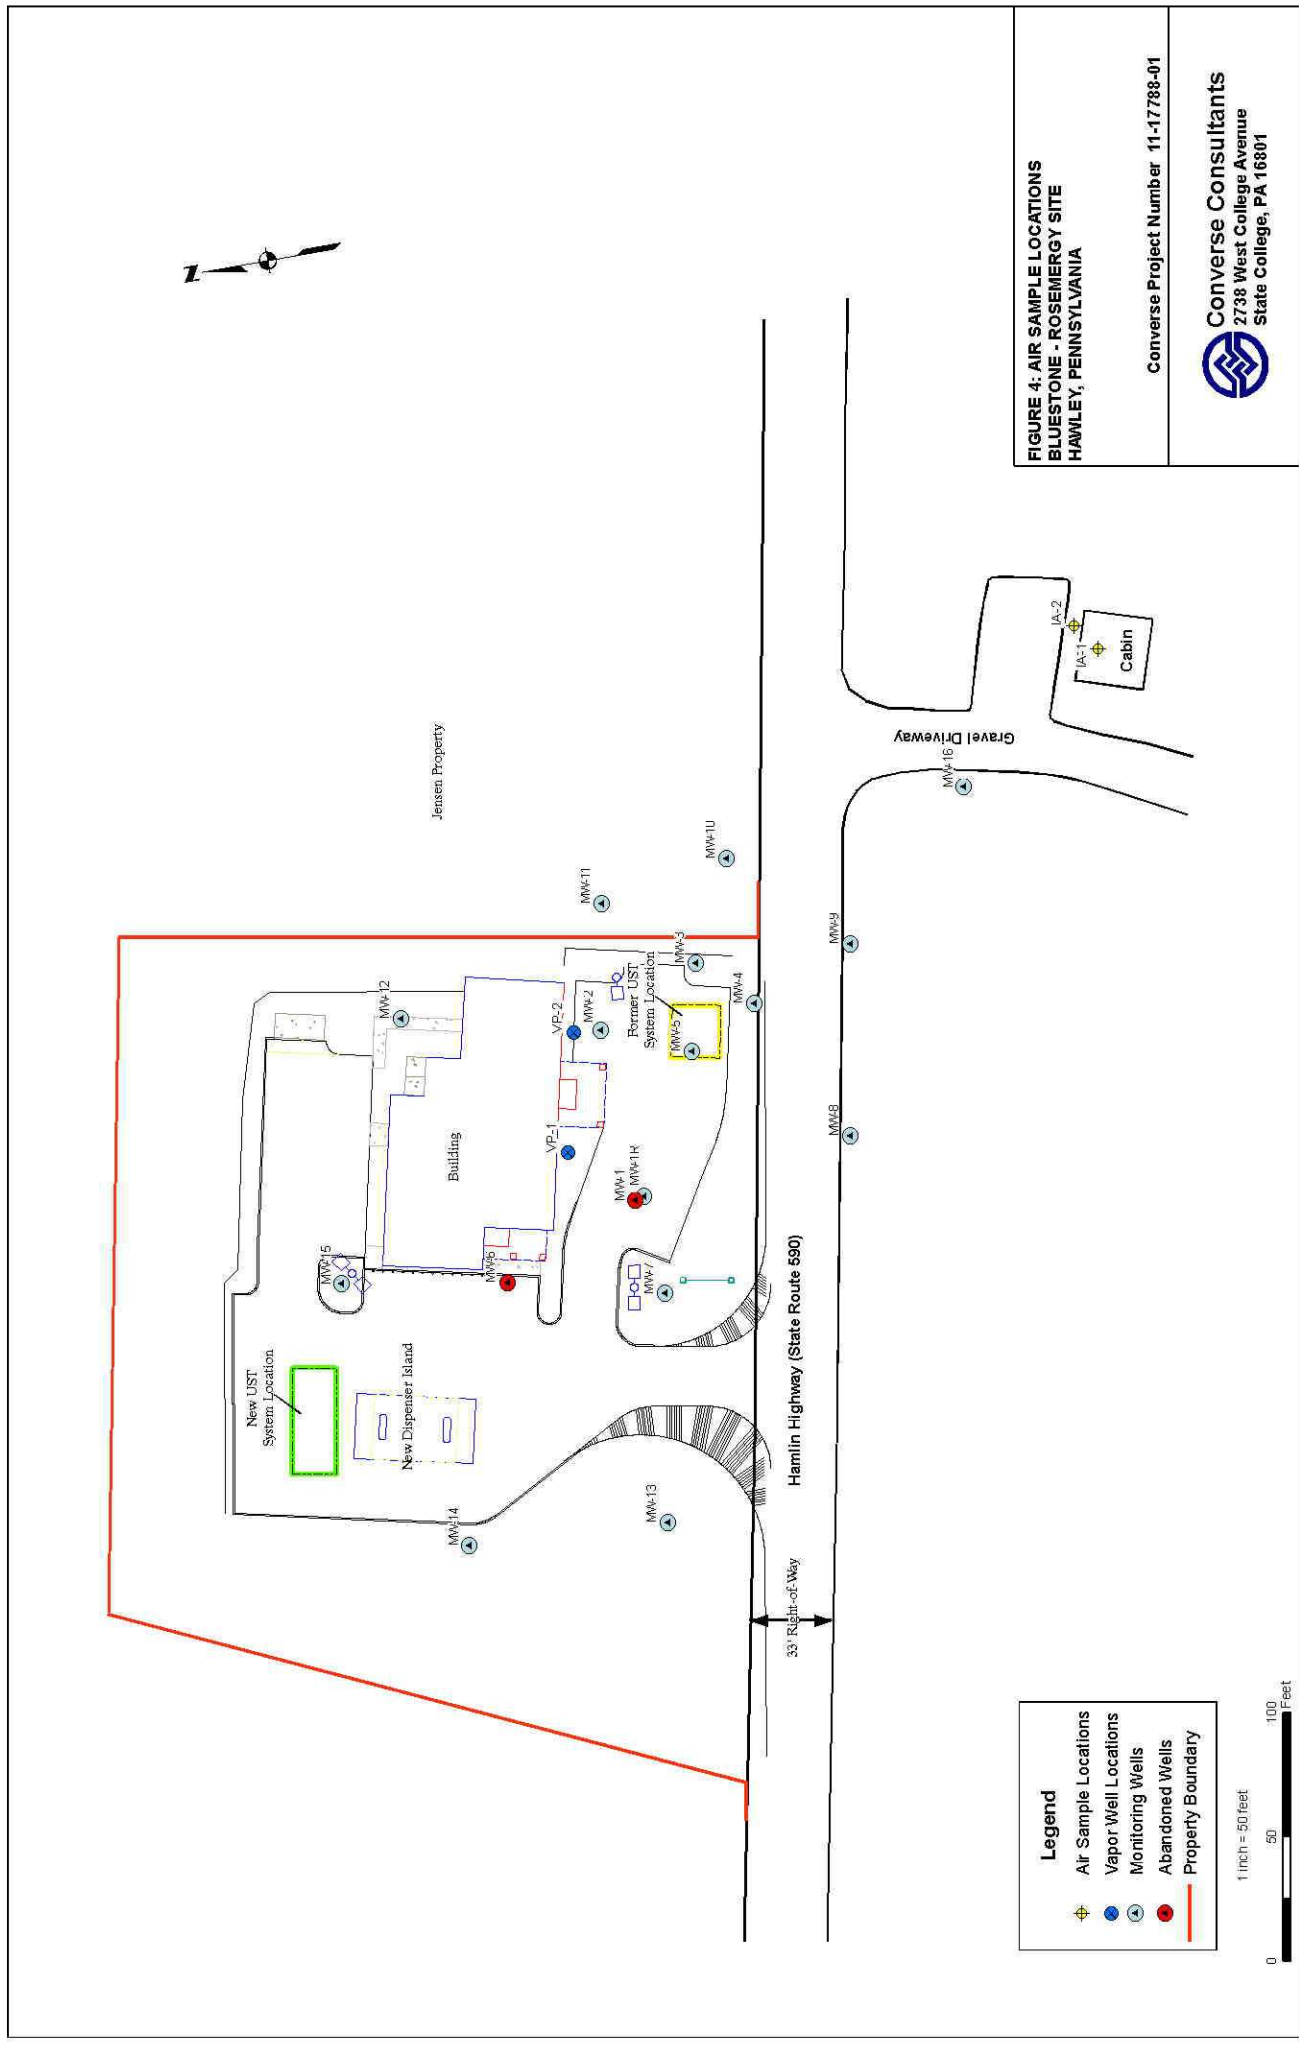 Jensen Property
MW-11
MW-10
MW-12
MW-3
MW-4
Former UST
System Location
MW-2
MW-5
VP-2
VP-1
Building
MW-1
MW-1R
MW-15
MW-6
MW-7
New UST
System Location
New Dispenser Island
MW-14
MW-13
Hamlin Highway (State Route 590)
33' Right-of-Way
MW-9
MW-8
MW-16
Gravel Driveway
IA-2
IA-1
Cabin
N
Legend
Air Sample Locations
Vapor Well Locations
Monitoring Wells
Abandoned Wells
Property Boundary
1 inch = 50 feet
0
50
100
Feet
FIGURE 4: AIR SAMPLE LOCATIONS
BLUESTONE - ROSEMERGY SITE
HAWLEY, PENNSYLVANIA
Converse Project Number 11-17788-01
Converse Consultants
2738 West College Avenue
State College, PA 16801